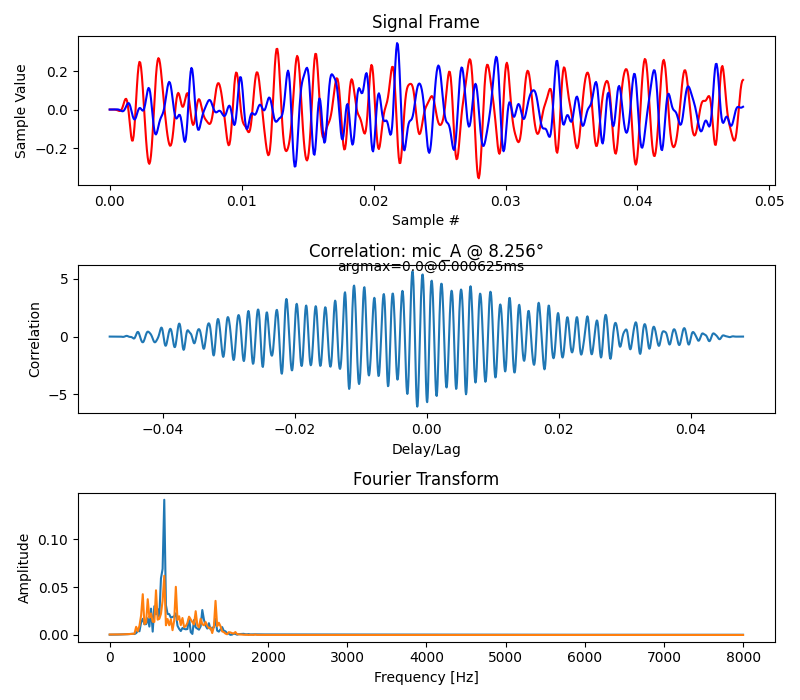 Signal Frame
Sample Value
0.2
0.0
−0.2
0.00 0.01 0.02 0.03 0.04 0.05
Sample #
Correlation: mic_A @ 8.256°
argmax=0.0@0.000625ms
Correlation
5
0
−5
−0.04 −0.02 0.00 0.02 0.04
Delay/Lag
Fourier Transform
Amplitude
0.10
0.05
0.00
0 1000 2000 3000 4000 5000 6000 7000 8000
Frequency [Hz]